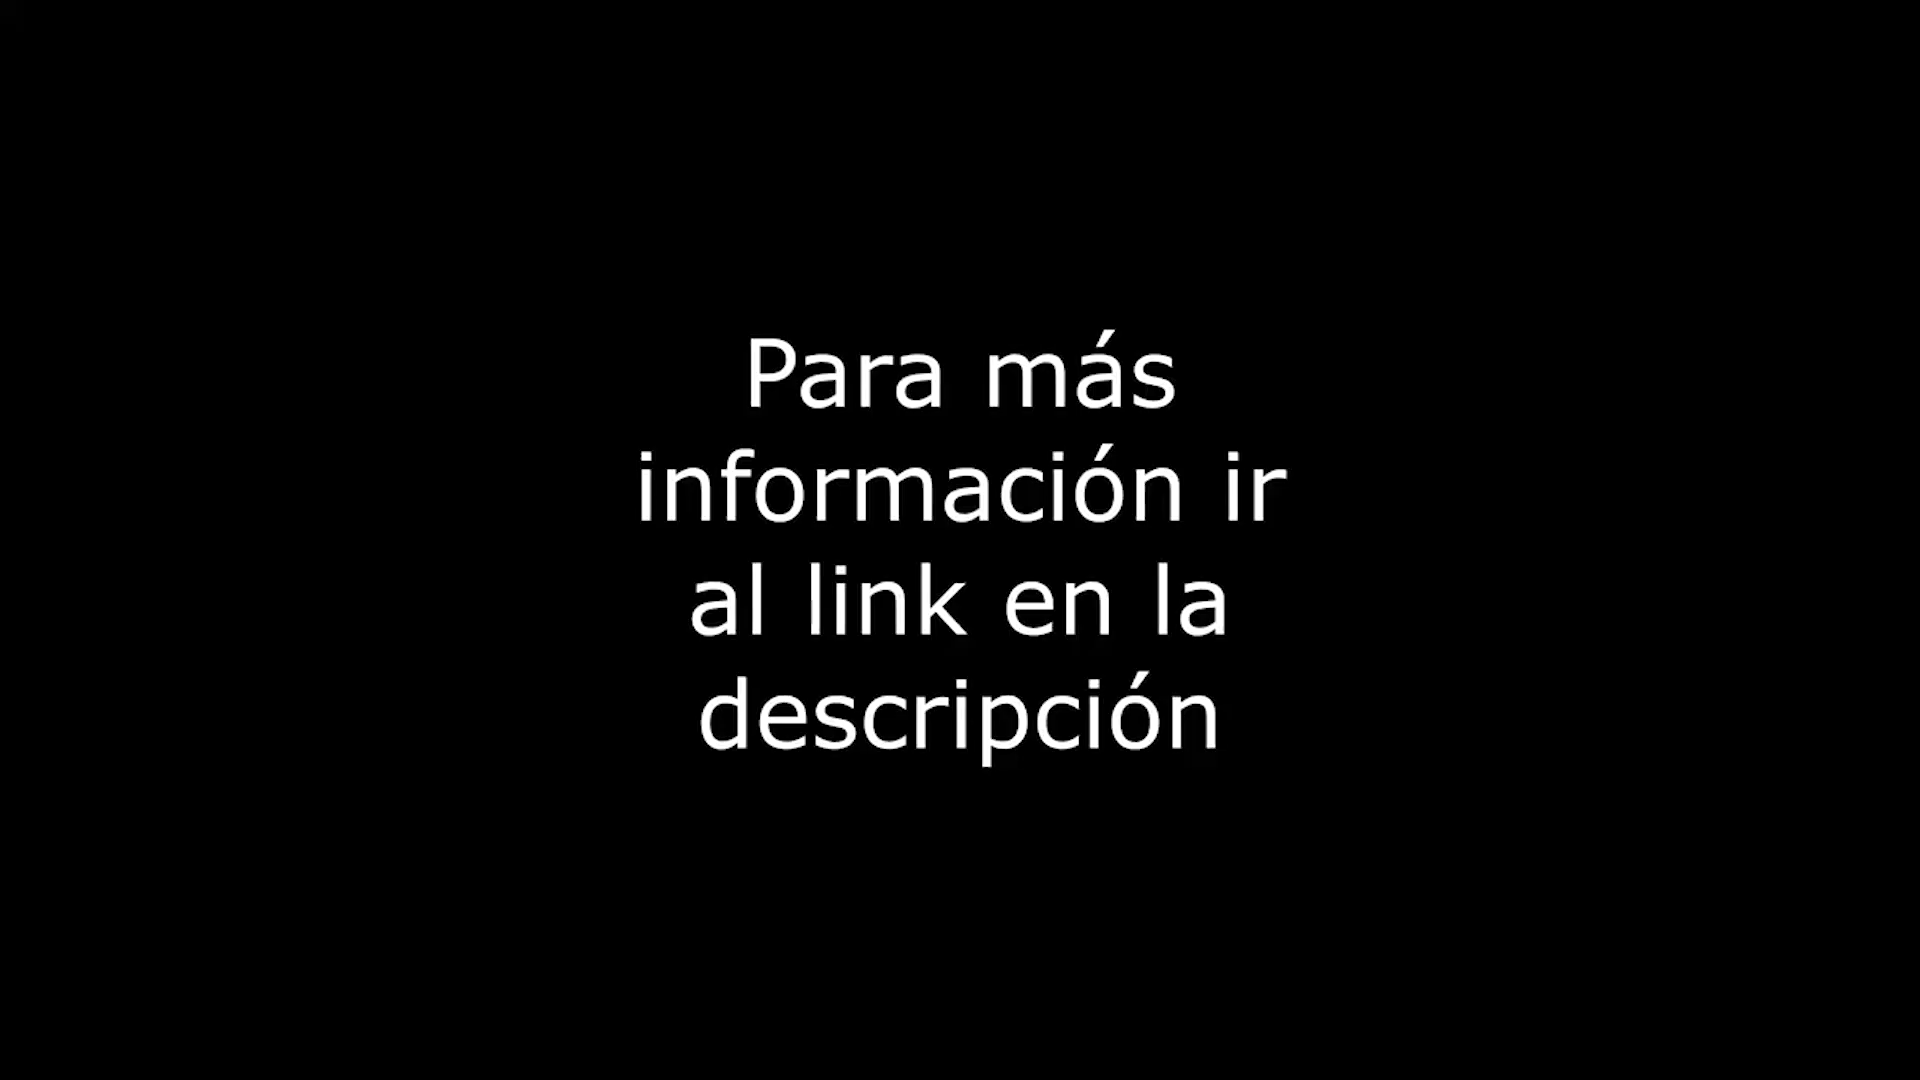 Para más
información ir
al link en la
descripción